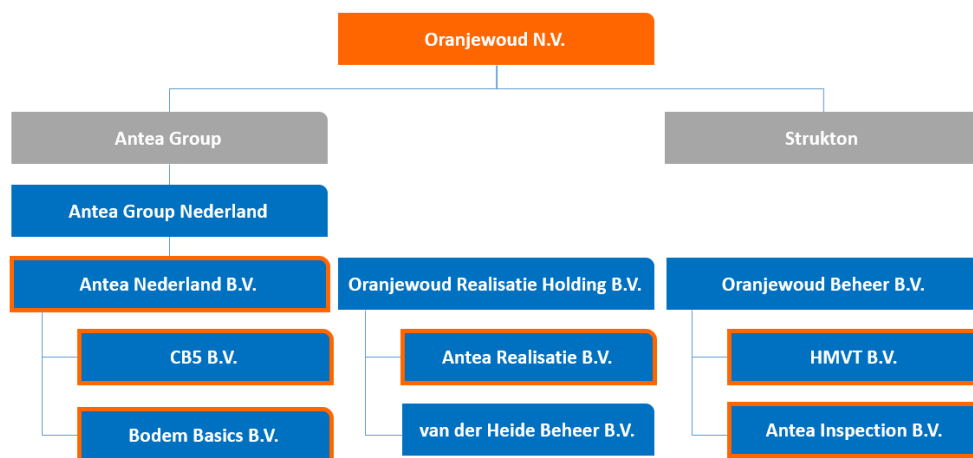 Oranjewoud N.V.
Antea Group
Strukton
Antea Group Nederland
Antea Nederland B.V.
Oranjewoud Realisatie Holding B.V.
Oranjewoud Beheer B.V.
CB5 B.V.
Antea Realisatie B.V.
HMVT B.V.
Bodem Basics B.V.
van der Heide Beheer B.V.
Antea Inspection B.V.